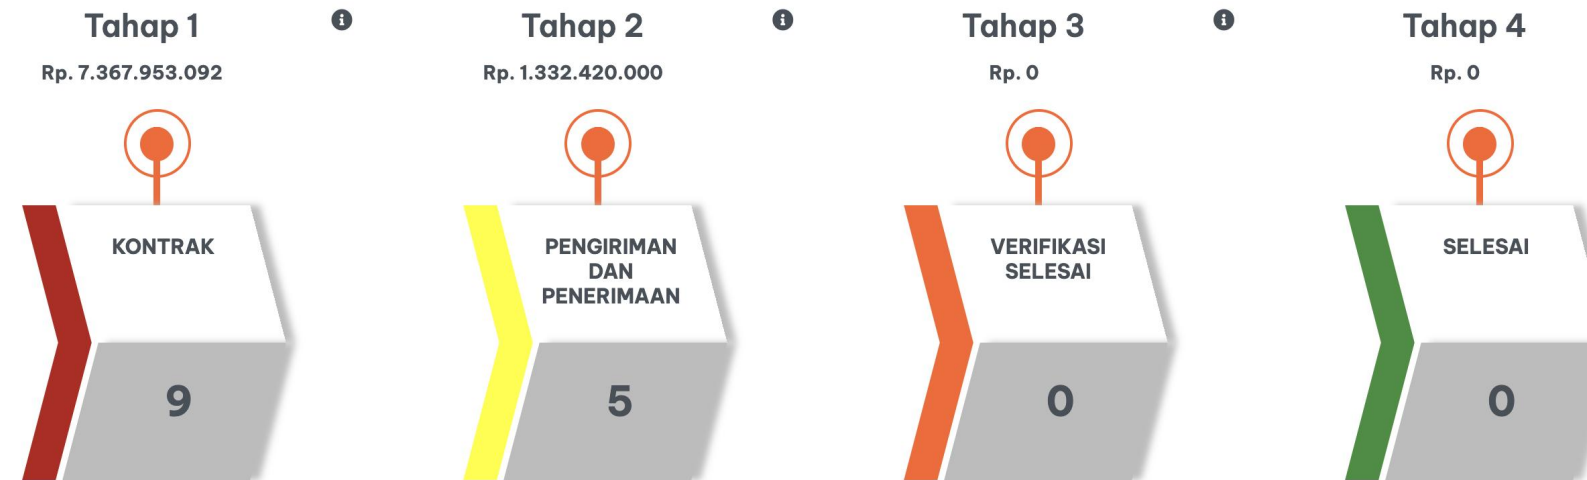 Tahap 1
Rp. 7.367.953.092
KONTRAK
9
Tahap 2
Rp. 1.332.420.000
PENGIRIMAN
DAN
PENERIMAAN
5
Tahap 3
Rp. 0
VERIFIKASI
SELESAI
0
Tahap 4
Rp. 0
SELESAI
0